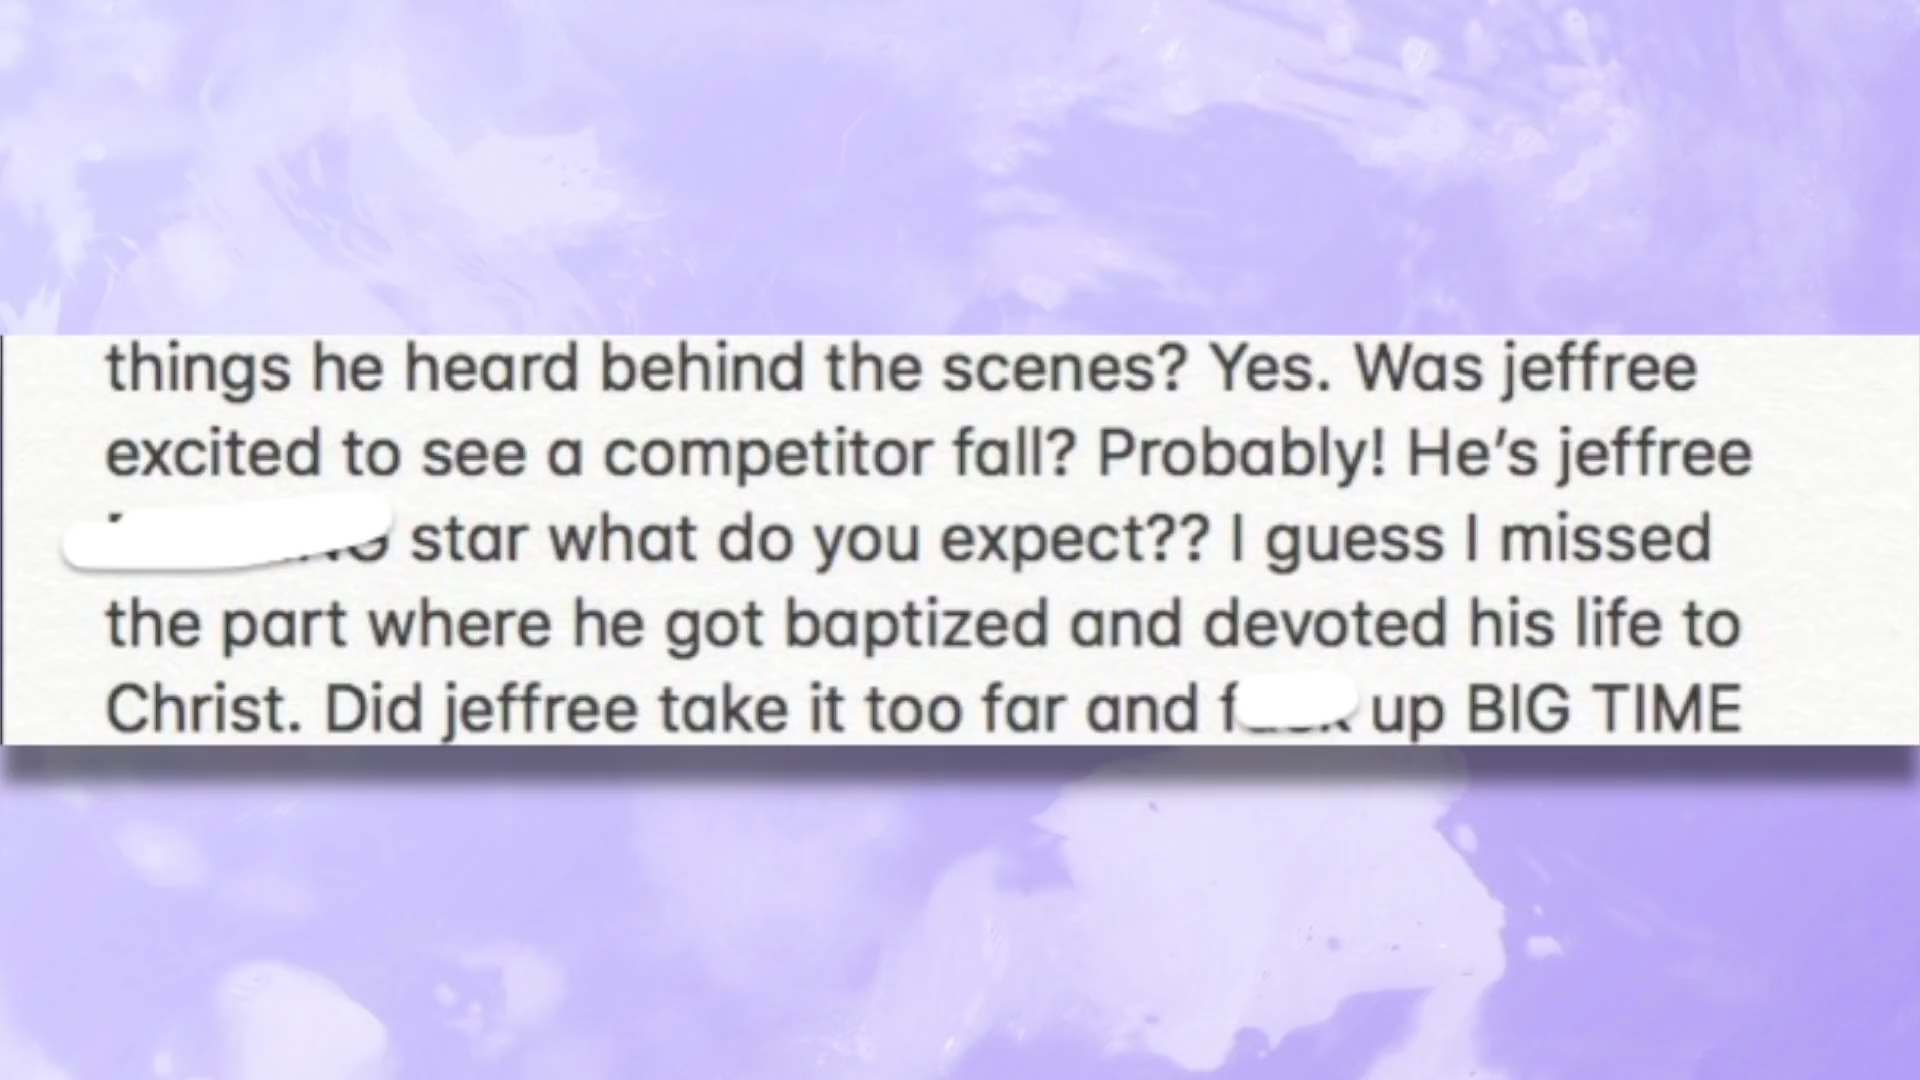 things he heard behind the scenes? Yes. Was jeffree
excited to see a competitor fall? Probably! He's jeffree
star what do you expect?? I guess I missed
the part where he got baptized and devoted his life to
Christ. Did jeffree take it too far and up BIG TIME